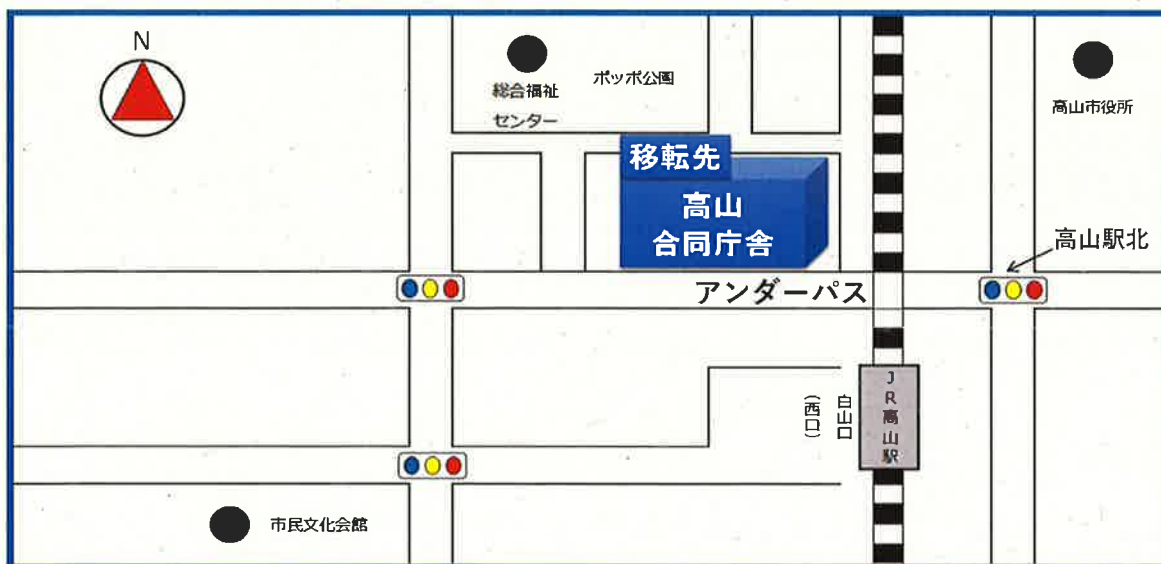 N
総合福祉
センター
ポッポ公園
高山市役所
移転先
高山
合同庁舎
高山駅北
アンダーパス
白山口
(西口)
JR高山駅
市民文化会館